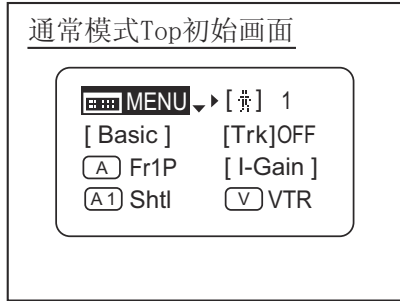 通常模式Top初始画面
MENU [ ] 1
[ Basic ] [Trk]OFF
A Fr1P [ I-Gain ]
A1 Shtl V VTR